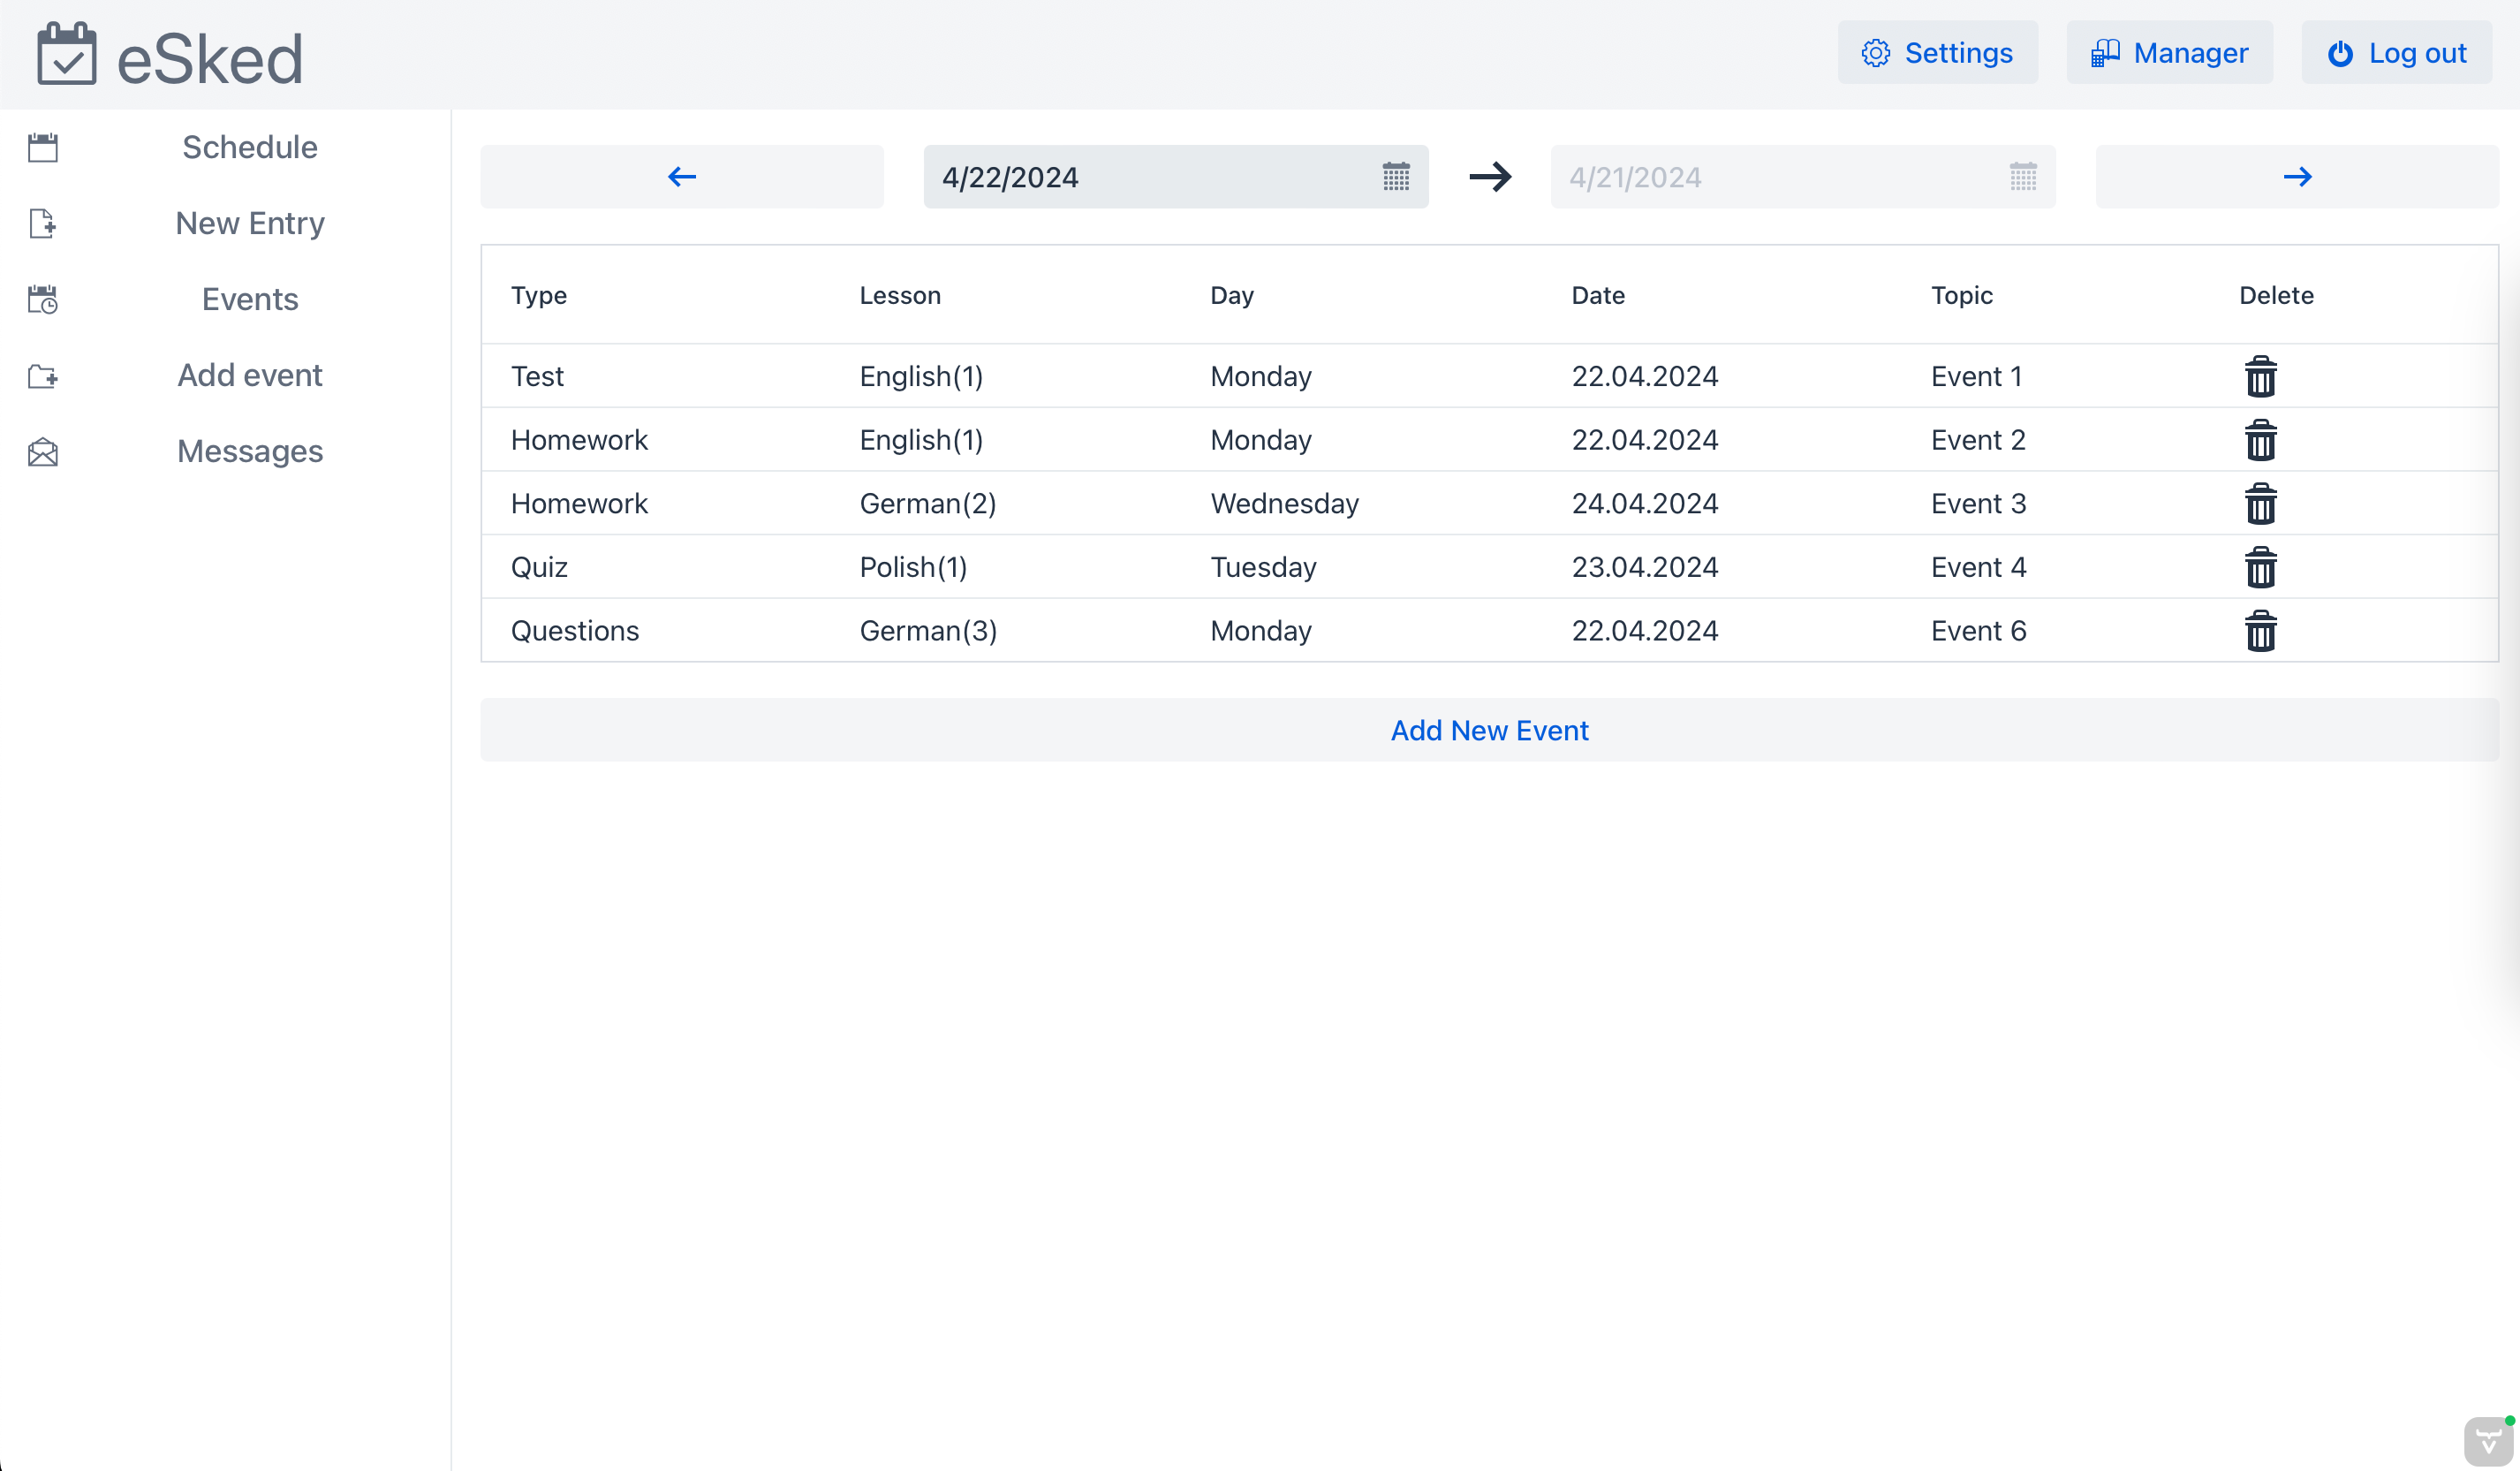 eSked
Settings
Manager
Log out
Schedule
New Entry
Events
Add event
Messages
4/22/2024
4/21/2024
Type Lesson Day Date Topic Delete
Test English(1) Monday 22.04.2024 Event 1
Homework English(1) Monday 22.04.2024 Event 2
Homework German(2) Wednesday 24.04.2024 Event 3
Quiz Polish(1) Tuesday 23.04.2024 Event 4
Questions German(3) Monday 22.04.2024 Event 6
Add New Event